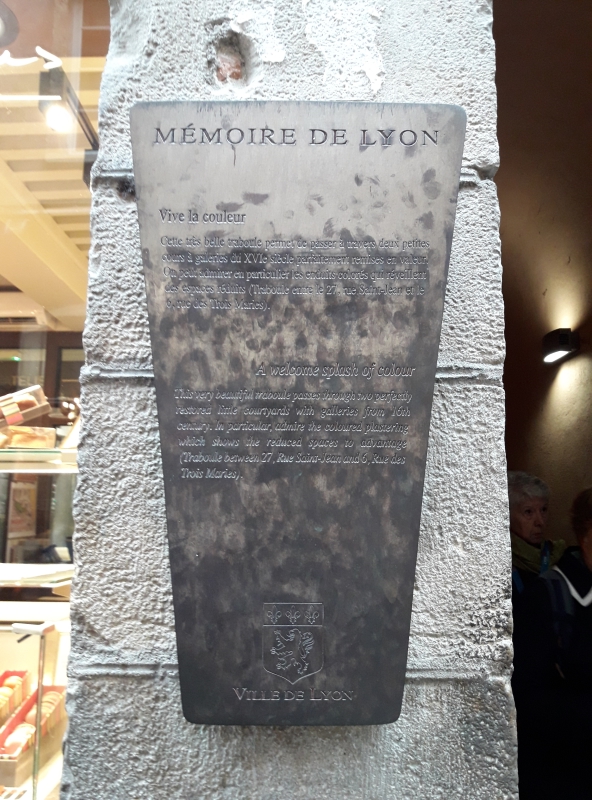 MÉMOIRE DE LYON
Vive la couleur
Cette très belle traboule permet de passer à travers deux petites
cours à galeries du XVIe siècle parfaitement remises en valeur.
On peut admirer en particulier les enduits colorés qui réveillent
des espaces réduits (Traboule entre le 27, rue Saint-Jean et le
6, rue des Trois Maries).
A welcome splash of colour
This very beautiful traboule passes through two perfectly
restored little courtyards with galleries from 16th
century. In particular, admire the coloured plastering
which shows the reduced spaces to advantage
(Traboule between 27, Rue Saint-Jean and 6, Rue des
Trois Maries).
VILLE DE LYON